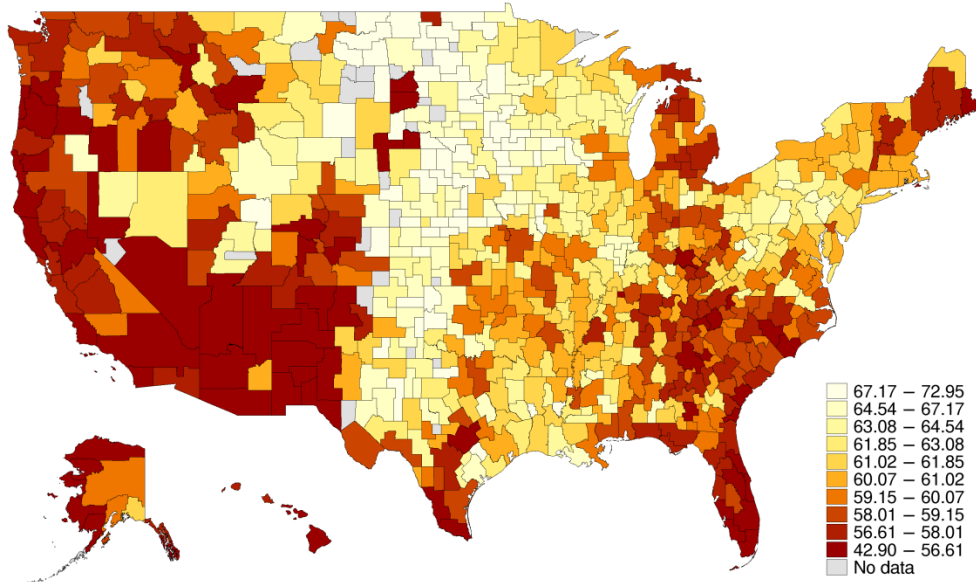 67.17 – 72.95
64.54 – 67.17
63.08 – 64.54
61.85 – 63.08
61.02 – 61.85
60.07 – 61.02
59.15 – 60.07
58.01 – 59.15
56.61 – 58.01
42.90 – 56.61
No data